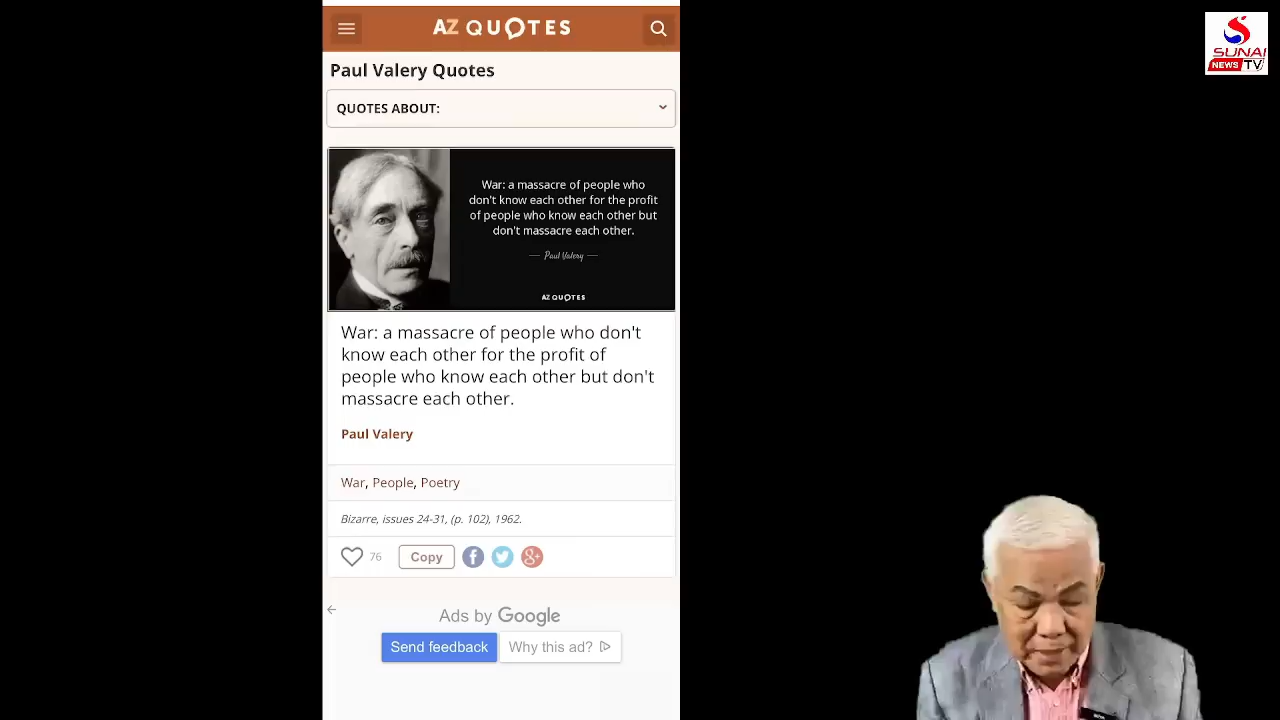 AZ QUOTES
SUNAI
NEWS TV
Paul Valery Quotes
QUOTES ABOUT:
War: a massacre of people who
don't know each other for the profit
of people who know each other but
don't massacre each other.
Paul Valery
AZ QUOTES
War: a massacre of people who don't
know each other for the profit of
people who know each other but don't
massacre each other.
Paul Valery
War, People, Poetry
Bizarre, issues 24-31, (p. 102), 1962.
76 Copy f g+
Ads by Google
Send feedback Why this ad?